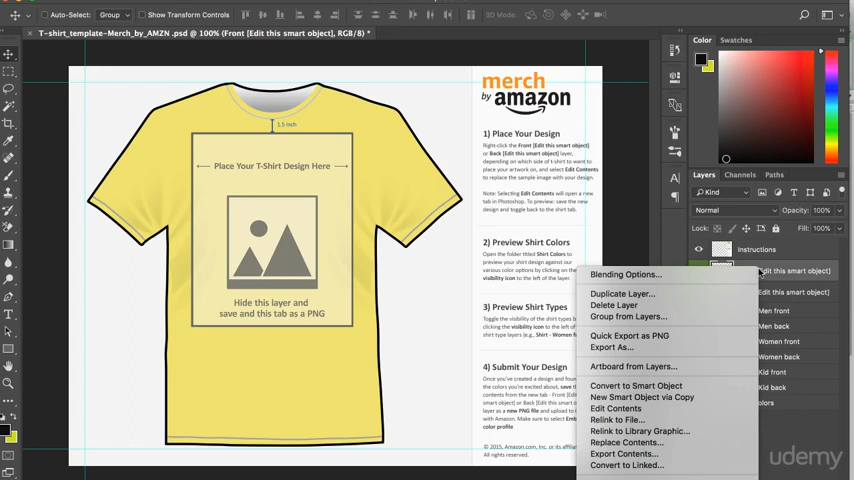 Auto-Select: Group Show Transform Controls 3D Mode:
T-shirt_template-Merch_by_AMZN .psd @ 100% (Front [Edit this smart object], RGB/8) *
1.5 inch
Place Your T-Shirt Design Here
Hide this layer and
save and this tab as a PNG
merch
by amazon
1) Place Your Design
Right-click the Front [Edit this smart object]
or Back [Edit this smart object] layer,
depending on which side of t-shirt to want to
place your artwork on, and select Edit Contents
to replace the sample image with your design.
Note: Selecting Edit Contents will open a new
tab in Photoshop. To preview: save the new
design and toggle back to the shirt tab.
2) Preview Shirt Colors
Open the folder titled Shirt Colors to
preview your shirt design against our
various color options by clicking on the
visibility icon to the left of
3) Preview Shirt Types
Toggle the visibility of the shirt types b
clicking the visibility icon to the left of
shirt type layers (e.g., Shirt - Women f
4) Submit Your Design
Once you've created a design and foun
the colors you're excited about, save
contents from the new tab - Front [E
smart object] or Back [Edit this smart o
layer as a new PNG file and upload to
with Amazon. Make sure to select Emb
color profile
© 2015, Amazon.com, Inc. or its affiliat
All rights reserved.
Blending Options...
Duplicate Layer...
Delete Layer
Group from Layers...
Quick Export as PNG
Export As...
Artboard from Layers...
Convert to Smart Object
New Smart Object via Copy
Edit Contents
Relink to File...
Relink to Library Graphic...
Replace Contents...
Export Contents...
Convert to Linked...
Color Swatches
Layers Channels Paths
Kind
Normal Opacity: 100%
Lock: Fill: 100%
Instructions
Edit this smart object)
Edit this smart object]
Men front
Men back
Women front
Women back
Kid front
Kid back
olors
udemy